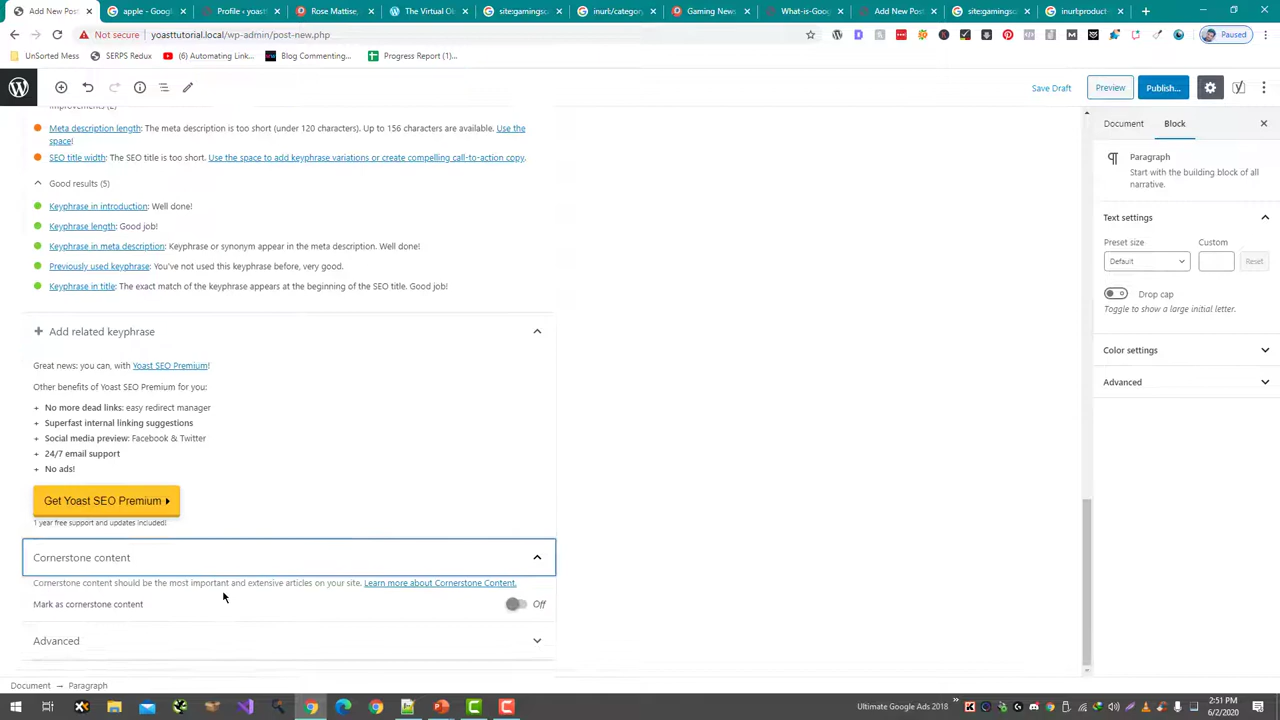 Add New Post
apple - Google
Profile ‹ yoastt
Rose Mattise,
The Virtual Ob
site:gamingso
inurl:/category
Gaming News
What-is-Goog
Add New Post
site:gamingso
inurl:product
Not secure
yoasttutorial.local/wp-admin/post-new.php
Paused
UnSorted Mess
SERPS Redux
(6) Automating Link...
Blog Commenting...
Progress Report (1)...
Save Draft
Preview
Publish...
Improvements (2)
Meta description length: The meta description is too short (under 120 characters). Up to 156 characters are available. Use the
space!
SEO title width: The SEO title is too short. Use the space to add keyphrase variations or create compelling call-to-action copy.
Good results (5)
Keyphrase in introduction: Well done!
Keyphrase length: Good job!
Keyphrase in meta description: Keyphrase or synonym appear in the meta description. Well done!
Previously used keyphrase: You've not used this keyphrase before, very good.
Keyphrase in title: The exact match of the keyphrase appears at the beginning of the SEO title. Good job!
Add related keyphrase
Great news: you can, with Yoast SEO Premium!
Other benefits of Yoast SEO Premium for you:
+ No more dead links: easy redirect manager
+ Superfast internal linking suggestions
+ Social media preview: Facebook & Twitter
+ 24/7 email support
+ No ads!
Get Yoast SEO Premium
1 year free support and updates included!
Cornerstone content
Cornerstone content should be the most important and extensive articles on your site. Learn more about Cornerstone Content.
Mark as cornerstone content
Off
Advanced
Document → Paragraph
Document
Block
Paragraph
Start with the building block of all
narrative.
Text settings
Preset size
Custom
Default
Reset
Drop cap
Toggle to show a large initial letter.
Color settings
Advanced
Ultimate Google Ads 2018
2:51 PM
6/2/2020